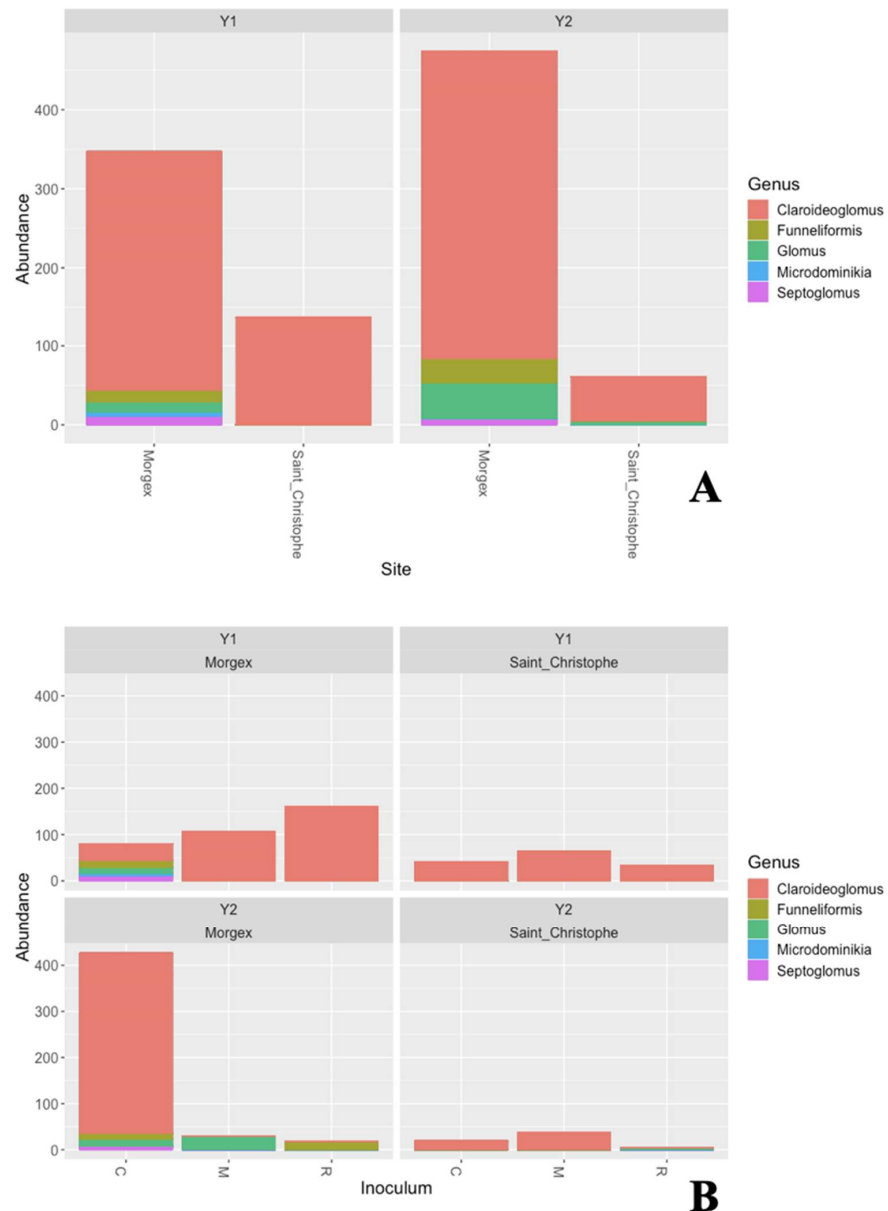 Y1
Y2
Abundance
400
300
200
100
0
Morgex
Saint_Christophe
Morgex
Saint_Christophe
Site
Genus
Claroideoglomus
Funneliformis
Glomus
Microdominikia
Septoglomus
A
Y1
Morgex
Y1
Saint_Christophe
400
300
200
100
0
Abundance
Y2
Morgex
Y2
Saint_Christophe
400
300
200
100
0
C
M
R
C
M
R
Inoculum
Genus
Claroideoglomus
Funneliformis
Glomus
Microdominikia
Septoglomus
B